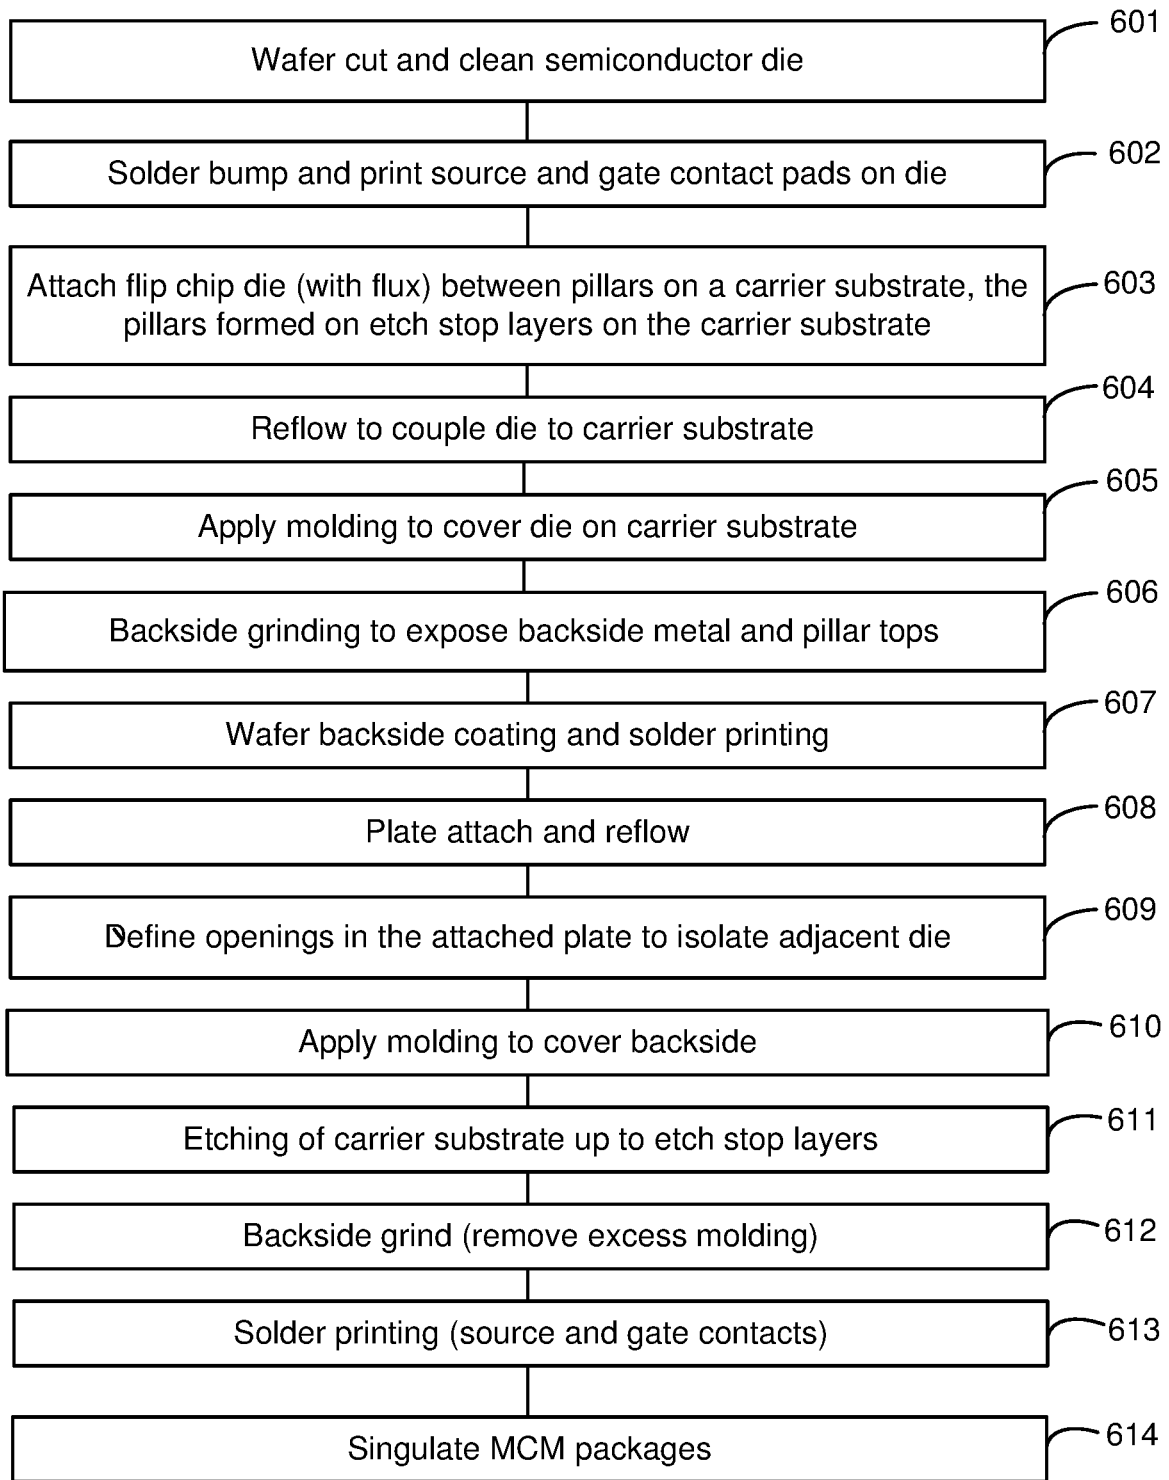 601
Wafer cut and clean semiconductor die
602
Solder bump and print source and gate contact pads on die
603
Attach flip chip die (with flux) between pillars on a carrier substrate, the
pillars formed on etch stop layers on the carrier substrate
604
Reflow to couple die to carrier substrate
605
Apply molding to cover die on carrier substrate
606
Backside grinding to expose backside metal and pillar tops
607
Wafer backside coating and solder printing
608
Plate attach and reflow
609
Define openings in the attached plate to isolate adjacent die
610
Apply molding to cover backside
611
Etching of carrier substrate up to etch stop layers
612
Backside grind (remove excess molding)
613
Solder printing (source and gate contacts)
614
Singulate MCM packages